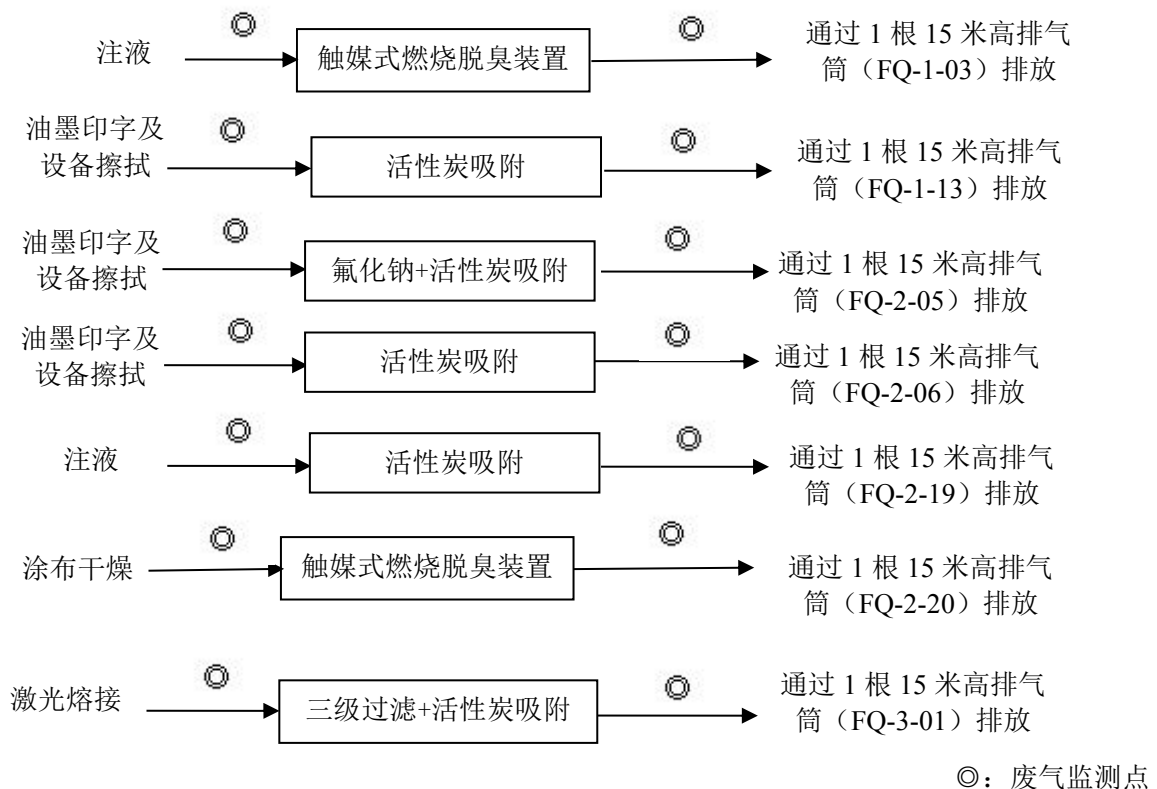 ◎
◎
注液
触媒式燃烧脱臭装置
通过 1 根 15 米高排气
筒（FQ-1-03）排放
油墨印字及
设备擦拭
◎
活性炭吸附
◎
通过 1 根 15 米高排气
筒（FQ-1-13）排放
油墨印字及
设备擦拭
◎
氟化钠+活性炭吸附
◎
通过 1 根 15 米高排气
筒（FQ-2-05）排放
油墨印字及
设备擦拭
◎
活性炭吸附
◎
通过 1 根 15 米高排气
筒（FQ-2-06）排放
注液
◎
活性炭吸附
◎
通过 1 根 15 米高排气
筒（FQ-2-19）排放
涂布干燥
◎
触媒式燃烧脱臭装置
◎
通过 1 根 15 米高排气
筒（FQ-2-20）排放
激光熔接
◎
三级过滤+活性炭吸附
◎
通过 1 根 15 米高排气
筒（FQ-3-01）排放
◎：废气监测点